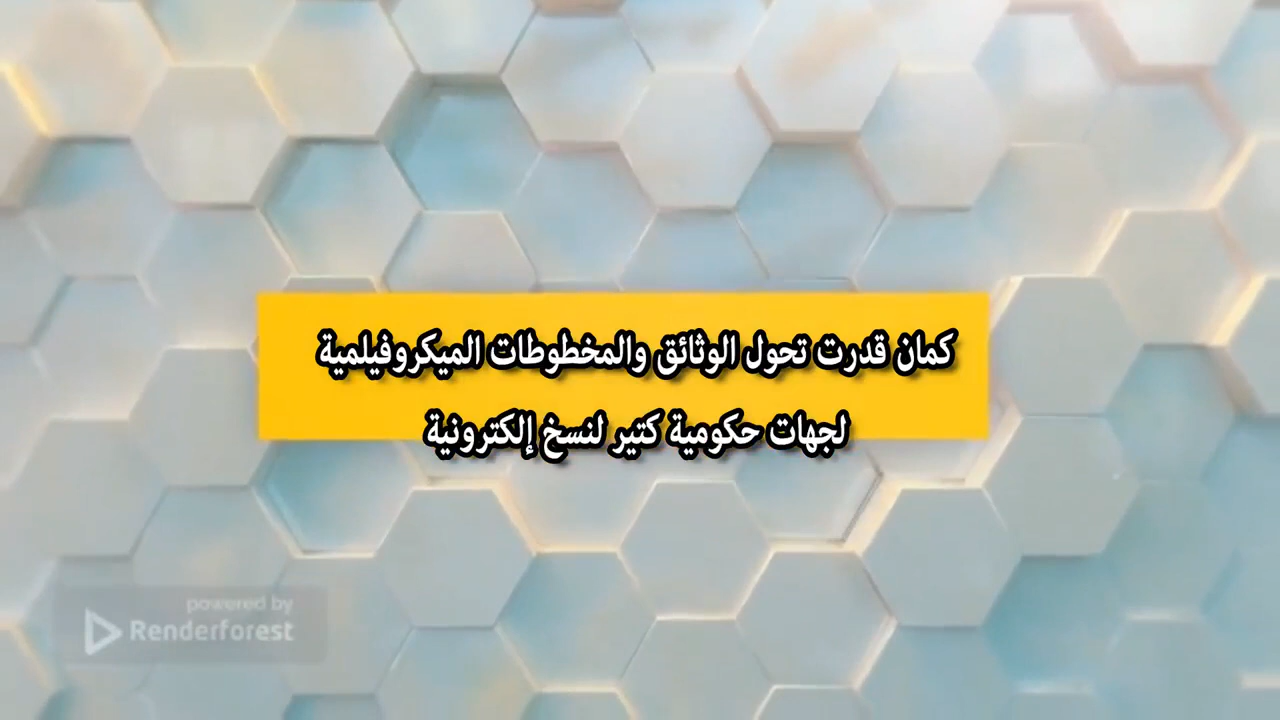 كمان قدرت تحول الوثائق والمخطوطات الميكروفيلمية
لجهات حكومية كتير لنسخ إلكترونية
powered by
Renderforest